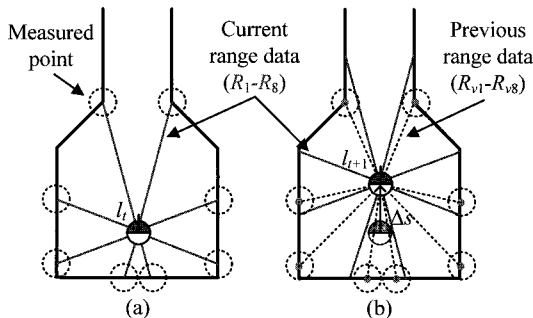 Measured
point
Current
range data
(R₁-R₈)
Previous
range data
(Rᵥ₁-Rᵥ₈)
lₜ
lₜ₊₁
Δs
(a)
(b)